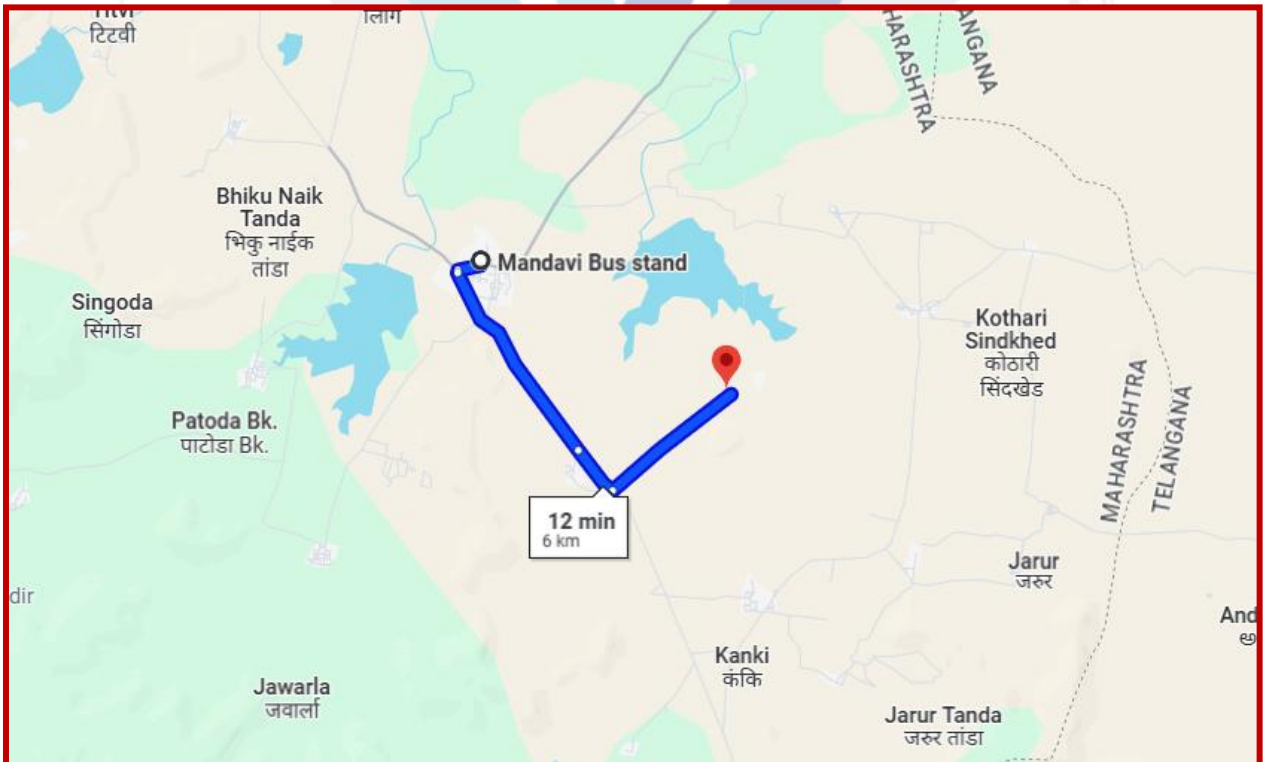 टिटवी
लिंगी
HARASHTRA
ANGANA
Bhiku Naik
Tanda
भिकु नाईक
तांडा
Mandavi Bus stand
Singoda
सिंगोडा
Kothari
Sindkhed
कोठारी
सिंदखेड
Patoda Bk.
पाटोडा Bk.
MAHARASHTRA
TELANGANA
12 min
6 km
Jarur
जरुर
dir
And
Kanki
कंकि
Jawarla
जवार्ला
Jarur Tanda
जरुर तांडा